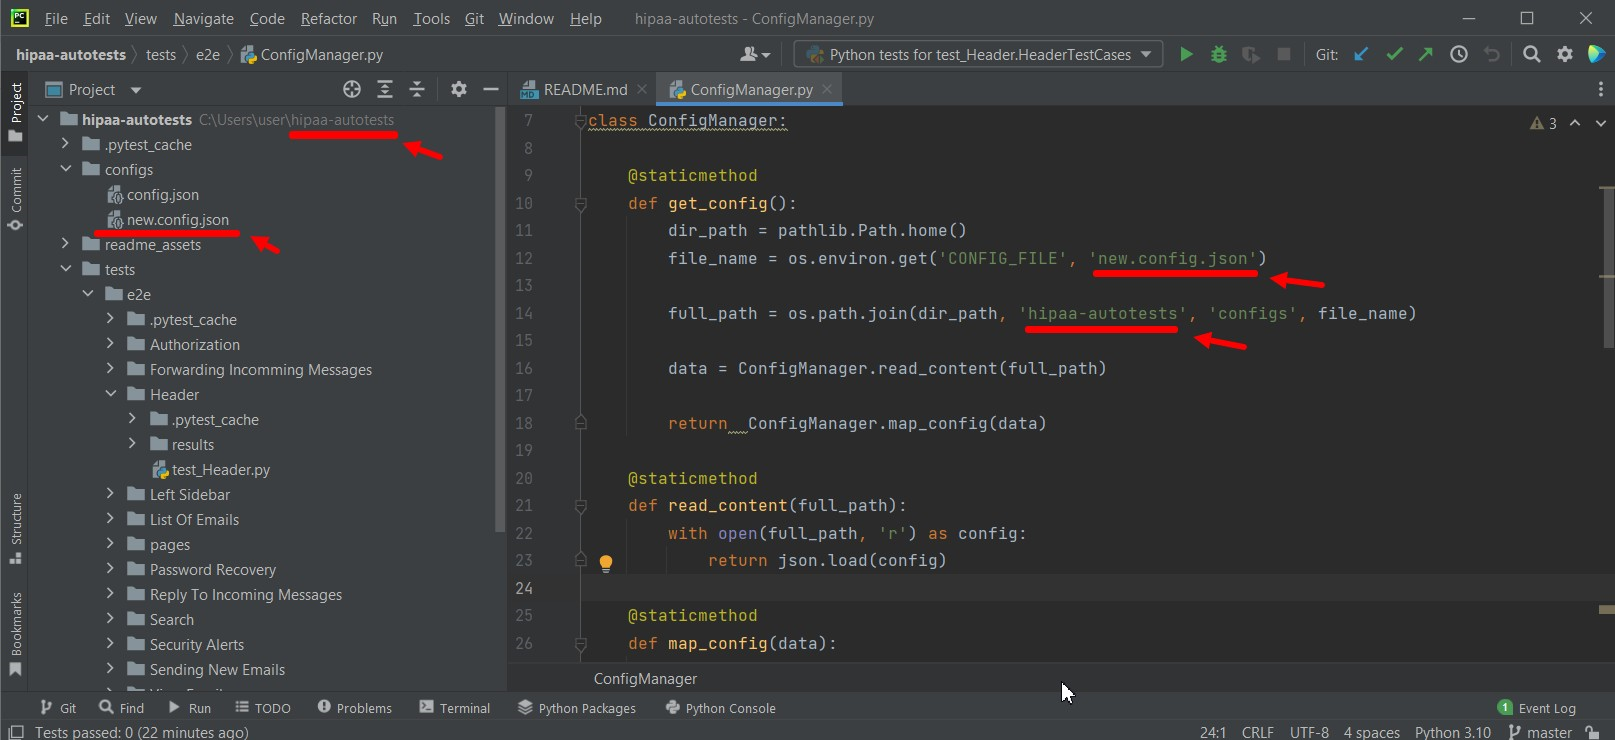 PC File Edit View Navigate Code Refactor Run Tools Git Window Help hipaa-autotests - ConfigManager.py
hipaa-autotests tests e2e ConfigManager.py Python tests for test_Header.HeaderTestCases Git:
Project
Commit
Structure
Bookmarks
Project
hipaa-autotests C:\Users\user\hipaa-autotests
.pytest_cache
configs
config.json
new.config.json
readme_assets
tests
e2e
.pytest_cache
Authorization
Forwarding Incomming Messages
Header
.pytest_cache
results
test_Header.py
Left Sidebar
List Of Emails
pages
Password Recovery
Reply To Incoming Messages
Search
Security Alerts
Sending New Emails
README.md ConfigManager.py
3
7 class ConfigManager:
8
9 @staticmethod
10 def get_config():
11 dir_path = pathlib.Path.home()
12 file_name = os.environ.get('CONFIG_FILE', 'new.config.json')
13
14 full_path = os.path.join(dir_path, 'hipaa-autotests', 'configs', file_name)
15
16 data = ConfigManager.read_content(full_path)
17
18 return  ConfigManager.map_config(data)
19
20 @staticmethod
21 def read_content(full_path):
22 with open(full_path, 'r') as config:
23 return json.load(config)
24
25 @staticmethod
26 def map_config(data):
ConfigManager
Git Find Run TODO Problems Terminal Python Packages Python Console 1 Event Log
Tests passed: 0 (22 minutes ago) 24:1 CRLF UTF-8 4 spaces Python 3.10 master